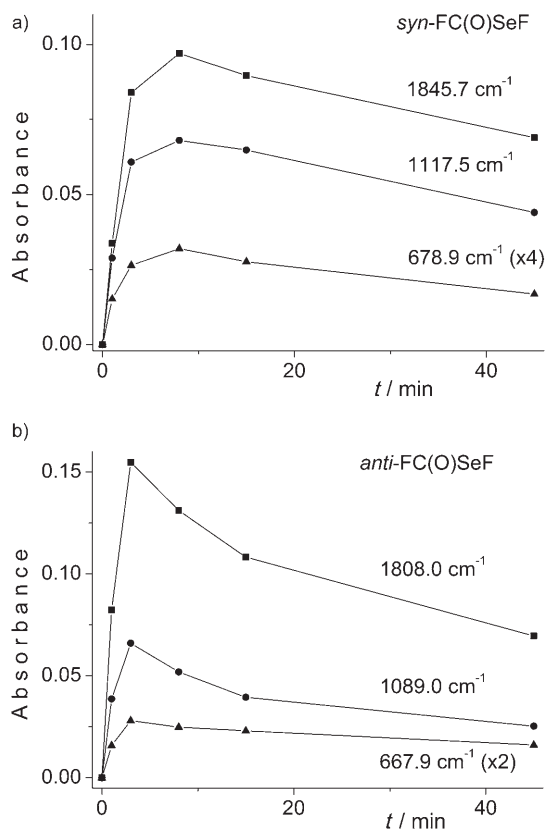 a)
syn-FC(O)SeF
0.10
1845.7 cm⁻¹
1117.5 cm⁻¹
0.05
678.9 cm⁻¹ (x4)
0.00
Absorbance
0
20
40
t / min
b)
anti-FC(O)SeF
0.15
1808.0 cm⁻¹
0.10
1089.0 cm⁻¹
0.05
667.9 cm⁻¹ (x2)
0.00
Absorbance
0
20
40
t / min